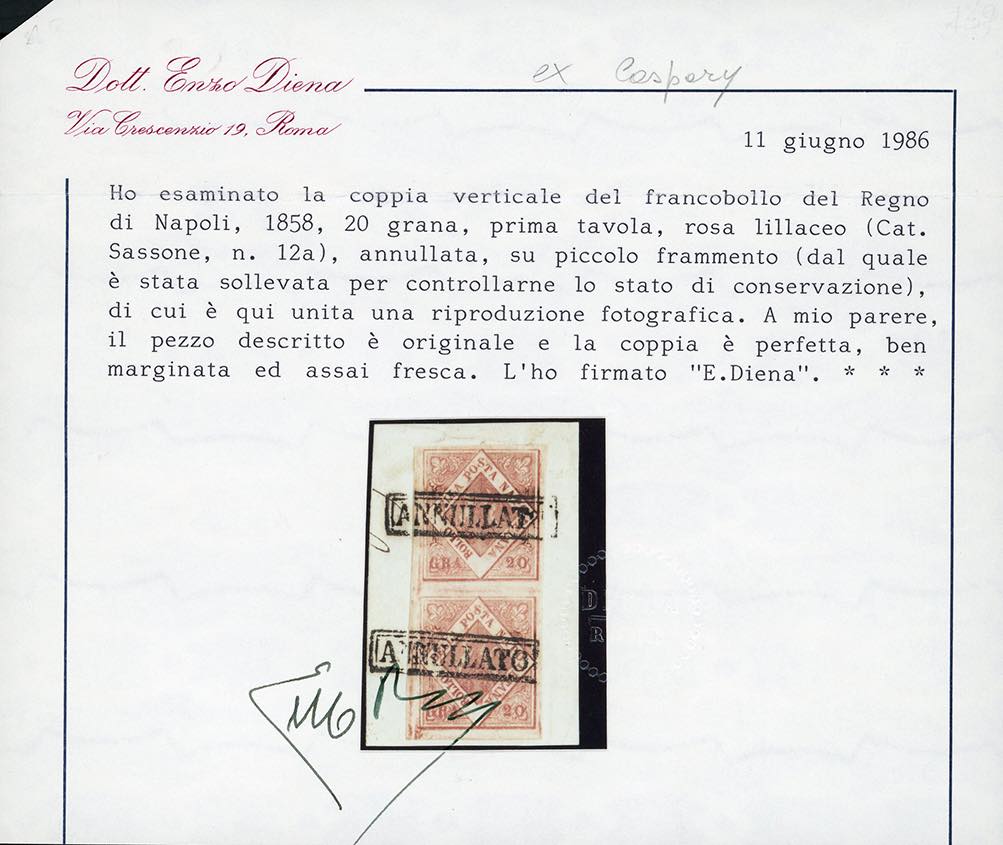 Dott. Enzo Diena
Via Crescenzio 19, Roma
ex Caspary
11 giugno 1986
Ho esaminato la coppia verticale del francobollo del Regno
di Napoli, 1858, 20 grana, prima tavola, rosa lillaceo (Cat.
Sassone, n. 12a), annullata, su piccolo frammento (dal quale
è stata sollevata per controllarne lo stato di conservazione),
di cui è qui unita una riproduzione fotografica. A mio parere,
il pezzo descritto è originale e la coppia è perfetta, ben
marginata ed assai fresca. L'ho firmato "E.Diena". * * *
POSTA
ANNULLATO
GRA 20
POSTA
ANNULLATO
20